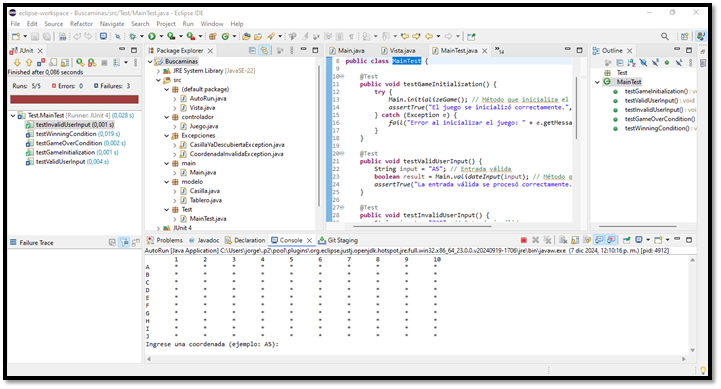 eclipse-workspace - Buscaminas/src/Test/MainTest.java - Eclipse IDE
File Edit Source Refactor Navigate Search Project Run Window Help
JUnit
Finished after 0,086 seconds
Runs: 5/5 Errors: 0 Failures: 3
Test.MainTest [Runner: JUnit 4] (0,028 s)
testInvalidUserInput (0,001 s)
testWinningCondition (0,019 s)
testGameOverCondition (0,002 s)
testGameInitialization (0,001 s)
testValidUserInput (0,004 s)
Failure Trace
Package Explorer
Buscaminas
JRE System Library [JavaSE-22]
src
(default package)
AutoRun.java
Vista.java
controlador
Juego.java
Excepciones
CasillaYaDescubiertaException.java
CoordenadaInvalidaException.java
main
Main.java
modelo
Casilla.java
Tablero.java
Test
MainTest.java
JUnit 4
Main.java Vista.java MainTest.java
8 public class MainTest {
9
10 @Test
11 public void testGameInitialization() {
12 try {
13 Main.initializeGame(); // Método que inicializa el
14 assertTrue("El juego se inicializó correctamente.",
15 } catch (Exception e) {
16 fail("Error al inicializar el juego: " + e.getMessa
17 }
18 }
19
20 @Test
21 public void testValidUserInput() {
22 String input = "A5"; // Entrada válida
23 boolean result = Main.validateInput(input); // Método q
24 assertTrue("La entrada válida se procesó correctamente.
25 }
26
27 @Test
28 public void testInvalidUserInput() {
Outline
Test
MainTest
testGameInitialization() : vo
testValidUserInput() : void
testInvalidUserInput() : voi
testGameOverCondition() :
testWinningCondition() : vo
Problems Javadoc Declaration Console Git Staging
AutoRun [Java Application] C:\Users\jorge\.p2\pool\plugins\org.eclipse.justj.openjdk.hotspot.jre.full.win32.x86_64_23.0.0.v20240919-1706\jre\bin\javaw.exe (7 dic 2024, 12:10:16 p. m.) [pid: 4912]
1 2 3 4 5 6 7 8 9 10
A * * * * * * * * * *
B * * * * * * * * * *
C * * * * * * * * * *
D * * * * * * * * * *
E * * * * * * * * * *
F * * * * * * * * * *
G * * * * * * * * * *
H * * * * * * * * * *
I * * * * * * * * * *
J * * * * * * * * * *
Ingrese una coordenada (ejemplo: A5):